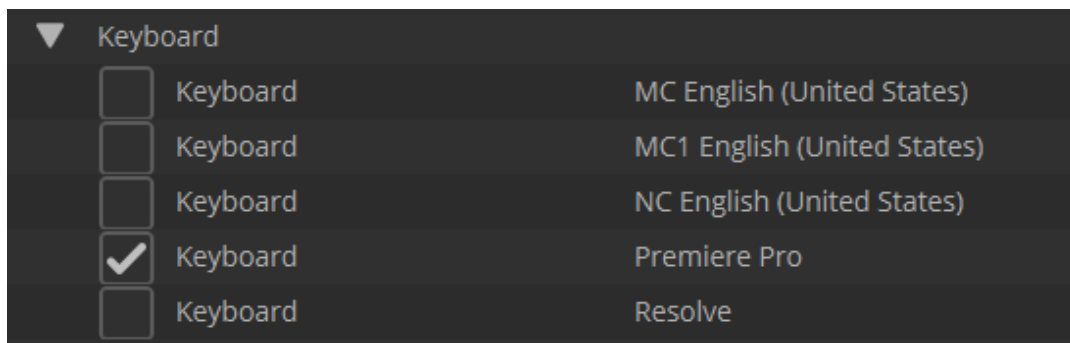 Keyboard
Keyboard MC English (United States)
Keyboard MC1 English (United States)
Keyboard NC English (United States)
Keyboard Premiere Pro
Keyboard Resolve